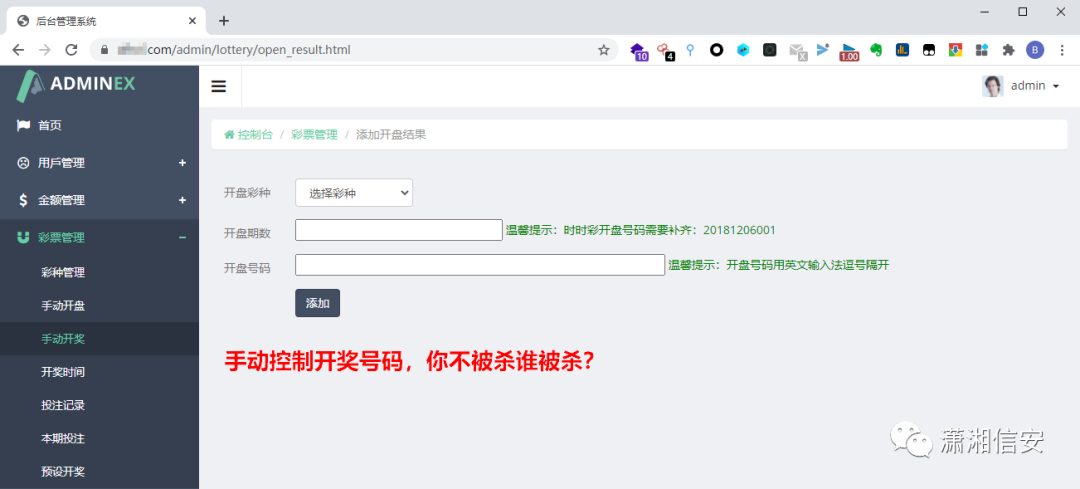 后台管理系统
.com/admin/lottery/open_result.html
10
4
X
1.00
B
ADMINEX
admin
首页
用戶管理
金额管理
彩票管理
彩种管理
手动开盘
手动开奖
开奖时间
投注记录
本期投注
预设开奖
控制台 / 彩票管理 / 添加开盘结果
开盘彩种 选择彩种
开盘期数 温馨提示：时时彩开盘号码需要补齐：20181206001
开盘号码 温馨提示：开盘号码用英文输入法逗号隔开
添加
手动控制开奖号码，你不被杀谁被杀？
潇湘信安